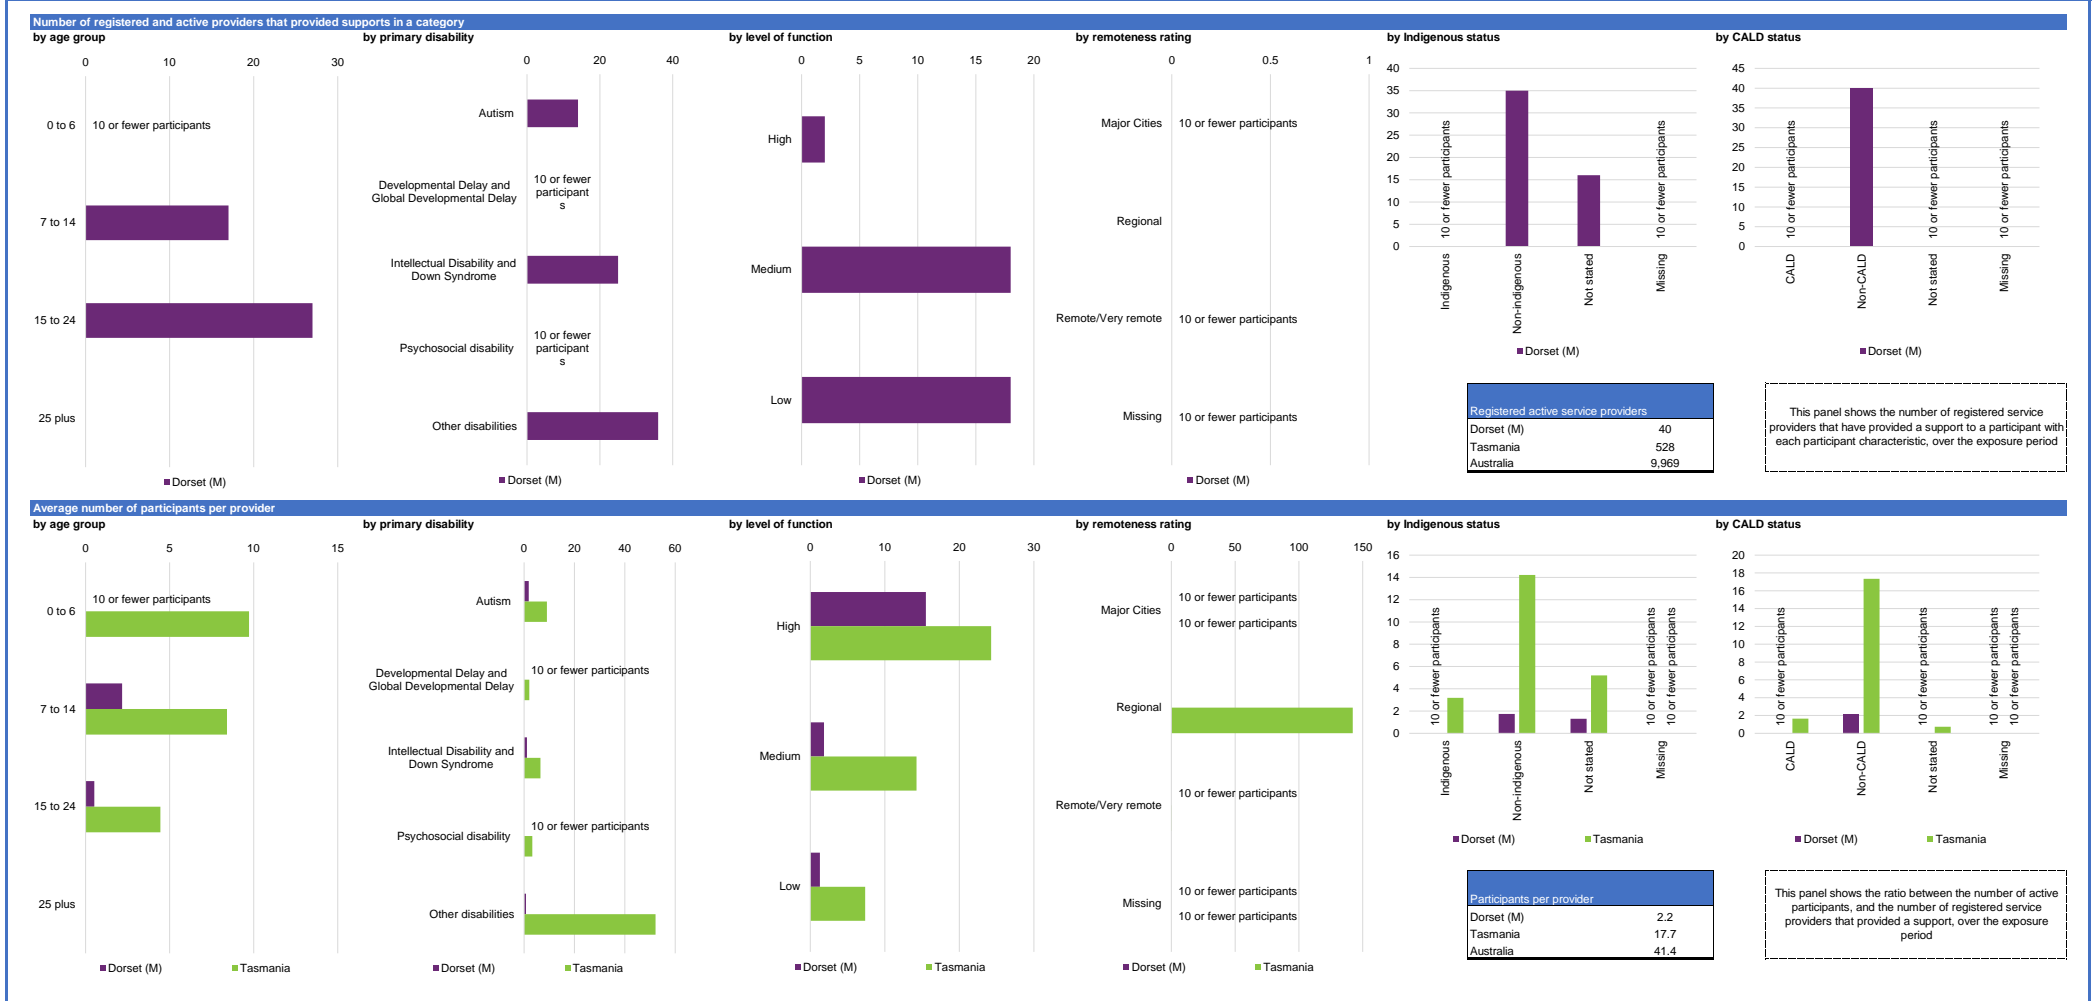 Number of registered and active providers that provided supports in a category
by age group
0 10 20 30
0 to 6
10 or fewer participants
7 to 14
15 to 24
25 plus
Dorset (M)
by primary disability
0 20 40
Autism
Developmental Delay and
Global Developmental Delay
10 or fewer
participant
s
Intellectual Disability and
Down Syndrome
Psychosocial disability
10 or fewer
participant
s
Other disabilities
Dorset (M)
by level of function
0 5 10 15 20
High
Medium
Low
Dorset (M)
by remoteness rating
0 0.5 1
Major Cities
10 or fewer participants
Regional
Remote/Very remote
10 or fewer participants
Missing
10 or fewer participants
Dorset (M)
by Indigenous status
40
35
30
25
20
15
10
5
0
10 or fewer participants
10 or fewer participants
Indigenous
Non-indigenous
Not stated
Missing
Dorset (M)
by CALD status
45
40
35
30
25
20
15
10
5
0
10 or fewer participants
10 or fewer participants
10 or fewer participants
CALD
Non-CALD
Not stated
Missing
Dorset (M)
Registered active service providers
Dorset (M) 40
Tasmania 528
Australia 9,969
This panel shows the number of registered service
providers that have provided a support to a participant with
each participant characteristic, over the exposure period
Average number of participants per provider
by age group
0 5 10 15
0 to 6
10 or fewer participants
7 to 14
15 to 24
25 plus
Dorset (M) Tasmania
by primary disability
0 20 40 60
Autism
Developmental Delay and
Global Developmental Delay
10 or fewer participants
Intellectual Disability and
Down Syndrome
Psychosocial disability
10 or fewer participants
Other disabilities
Dorset (M) Tasmania
by level of function
0 10 20 30
High
Medium
Low
Dorset (M) Tasmania
by remoteness rating
0 50 100 150
Major Cities
10 or fewer participants
10 or fewer participants
Regional
Remote/Very remote
10 or fewer participants
Missing
10 or fewer participants
10 or fewer participants
Dorset (M) Tasmania
by Indigenous status
16
14
12
10
8
6
4
2
0
10 or fewer participants
10 or fewer participants
10 or fewer participants
Indigenous
Non-indigenous
Not stated
Missing
Dorset (M) Tasmania
by CALD status
20
18
16
14
12
10
8
6
4
2
0
10 or fewer participants
10 or fewer participants
10 or fewer participants
10 or fewer participants
CALD
Non-CALD
Not stated
Missing
Dorset (M) Tasmania
Participants per provider
Dorset (M) 2.2
Tasmania 17.7
Australia 41.4
This panel shows the ratio between the number of active
participants, and the number of registered service
providers that provided a support, over the exposure
period